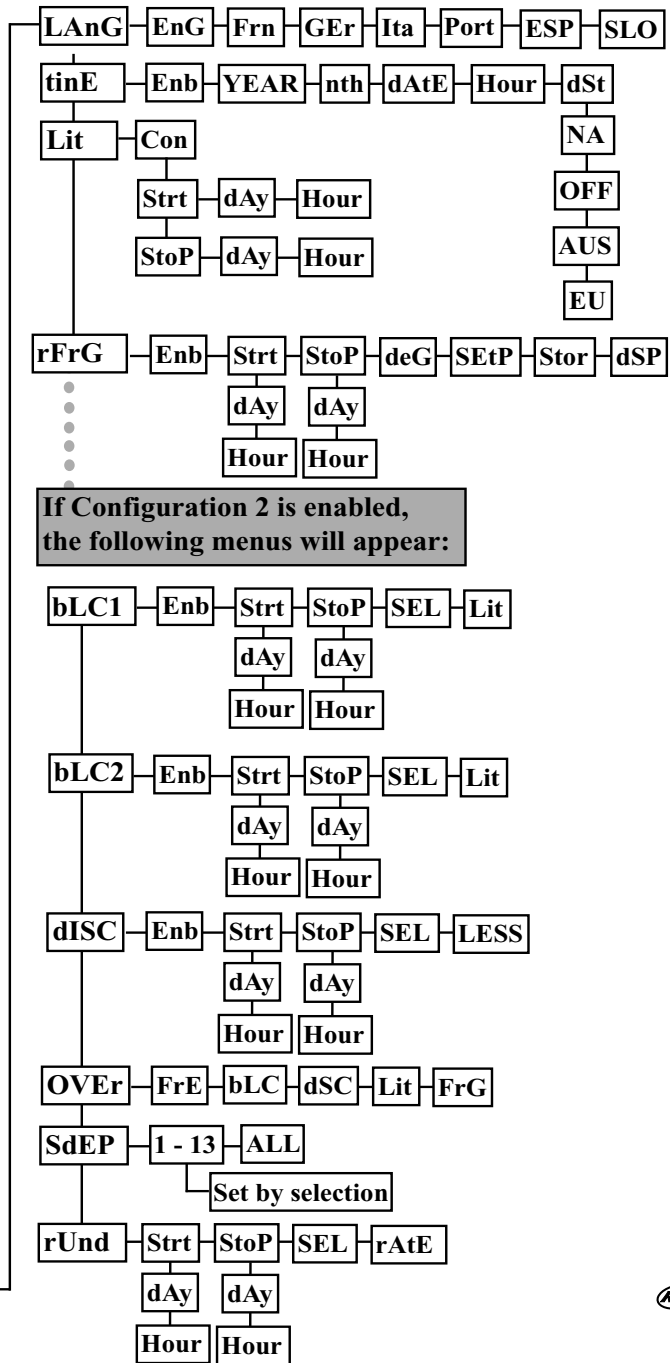 LAnG EnG Frn GEr Ita Port ESP SLO
tinE Enb YEAR nth dAtE Hour dSt
NA
OFF
AUS
EU
Lit Con
Strt dAy Hour
StoP dAy Hour
rFrG Enb Strt StoP deG SEtP Stor dSP
dAy dAy
Hour Hour
If Configuration 2 is enabled,
the following menus will appear:
bLC1 Enb Strt StoP SEL Lit
dAy dAy
Hour Hour
bLC2 Enb Strt StoP SEL Lit
dAy dAy
Hour Hour
dISC Enb Strt StoP SEL LESS
dAy dAy
Hour Hour
OVEr FrE bLC dSC Lit FrG
SdEP 1 - 13 ALL
Set by selection
rUnd Strt StoP SEL rAtE
dAy dAy
Hour Hour